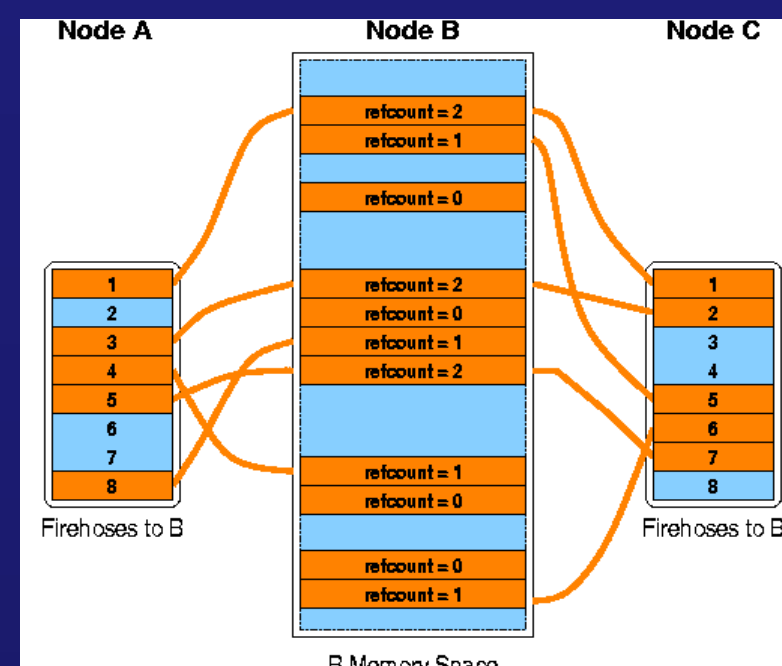 Node A
Node B
Node C
refcount = 2
refcount = 1
refcount = 0
refcount = 2
refcount = 0
refcount = 1
refcount = 2
refcount = 1
refcount = 0
refcount = 0
refcount = 1
1
2
3
4
5
6
7
8
Firehoses to B
1
2
3
4
5
6
7
8
Firehoses to B
B Memory Space